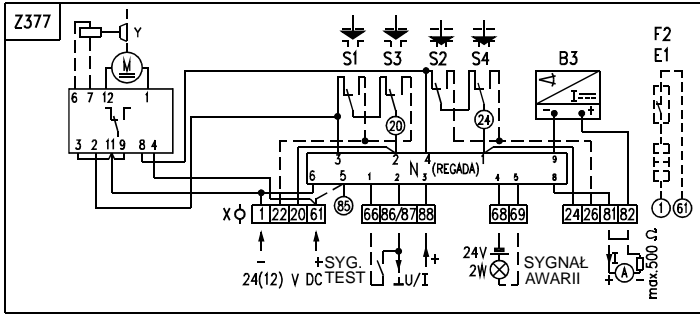 Z377
Y
M
6 7 12 1
3 2 11 9 8 4
S1 S3 S2 S4
B3
F2
E1
I
- +
20
24
3 2 4 1 9
N (REGADA)
6 5 1 2 3 4 5 8
85
X 1 22 20 61 66 86/87 88 68 69 24 26 81 82
1 61
- + SYG.
24(12) V DC TEST
⊥U/I +
24V
2W
SYGNAŁ
AWARII
I
+ A -
max.500 Ω